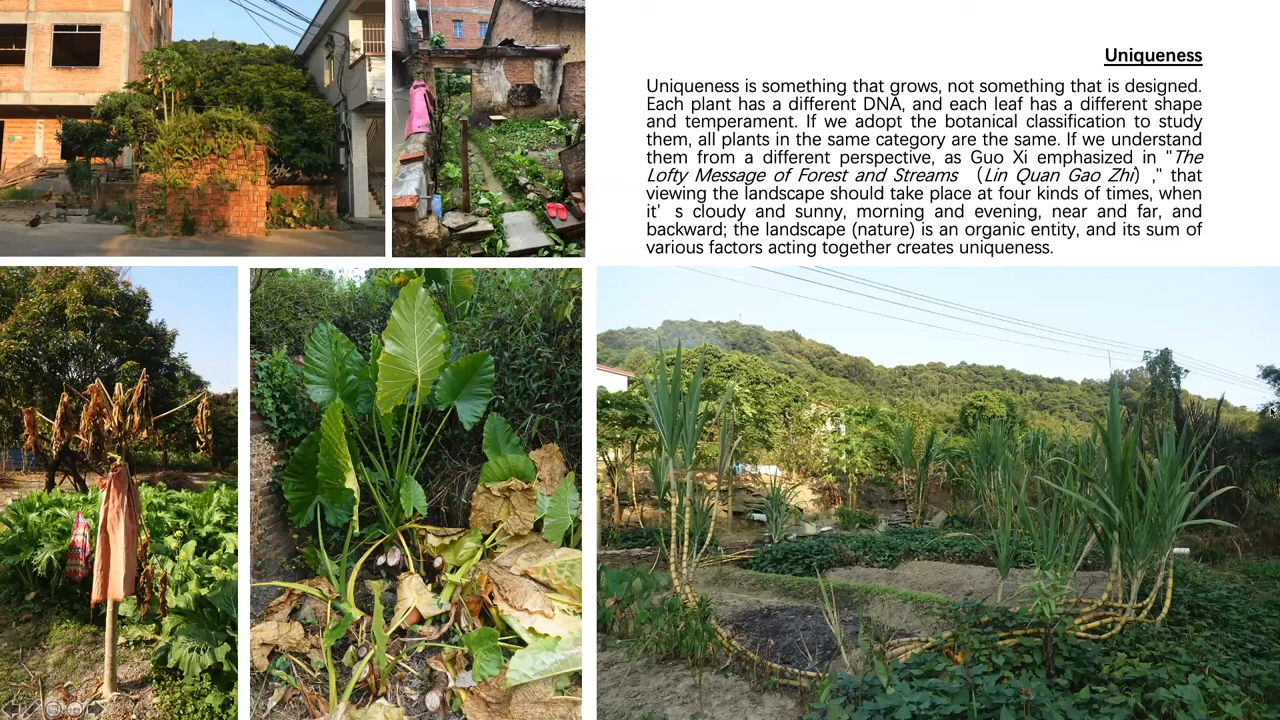 Uniqueness
Uniqueness is something that grows, not something that is designed.
Each plant has a different DNA, and each leaf has a different shape
and temperament. If we adopt the botanical classification to study
them, all plants in the same category are the same. If we understand
them from a different perspective, as Guo Xi emphasized in "The
Lofty Message of Forest and Streams （Lin Quan Gao Zhi）," that
viewing the landscape should take place at four kinds of times, when
it’s cloudy and sunny, morning and evening, near and far, and
backward; the landscape (nature) is an organic entity, and its sum of
various factors acting together creates uniqueness.